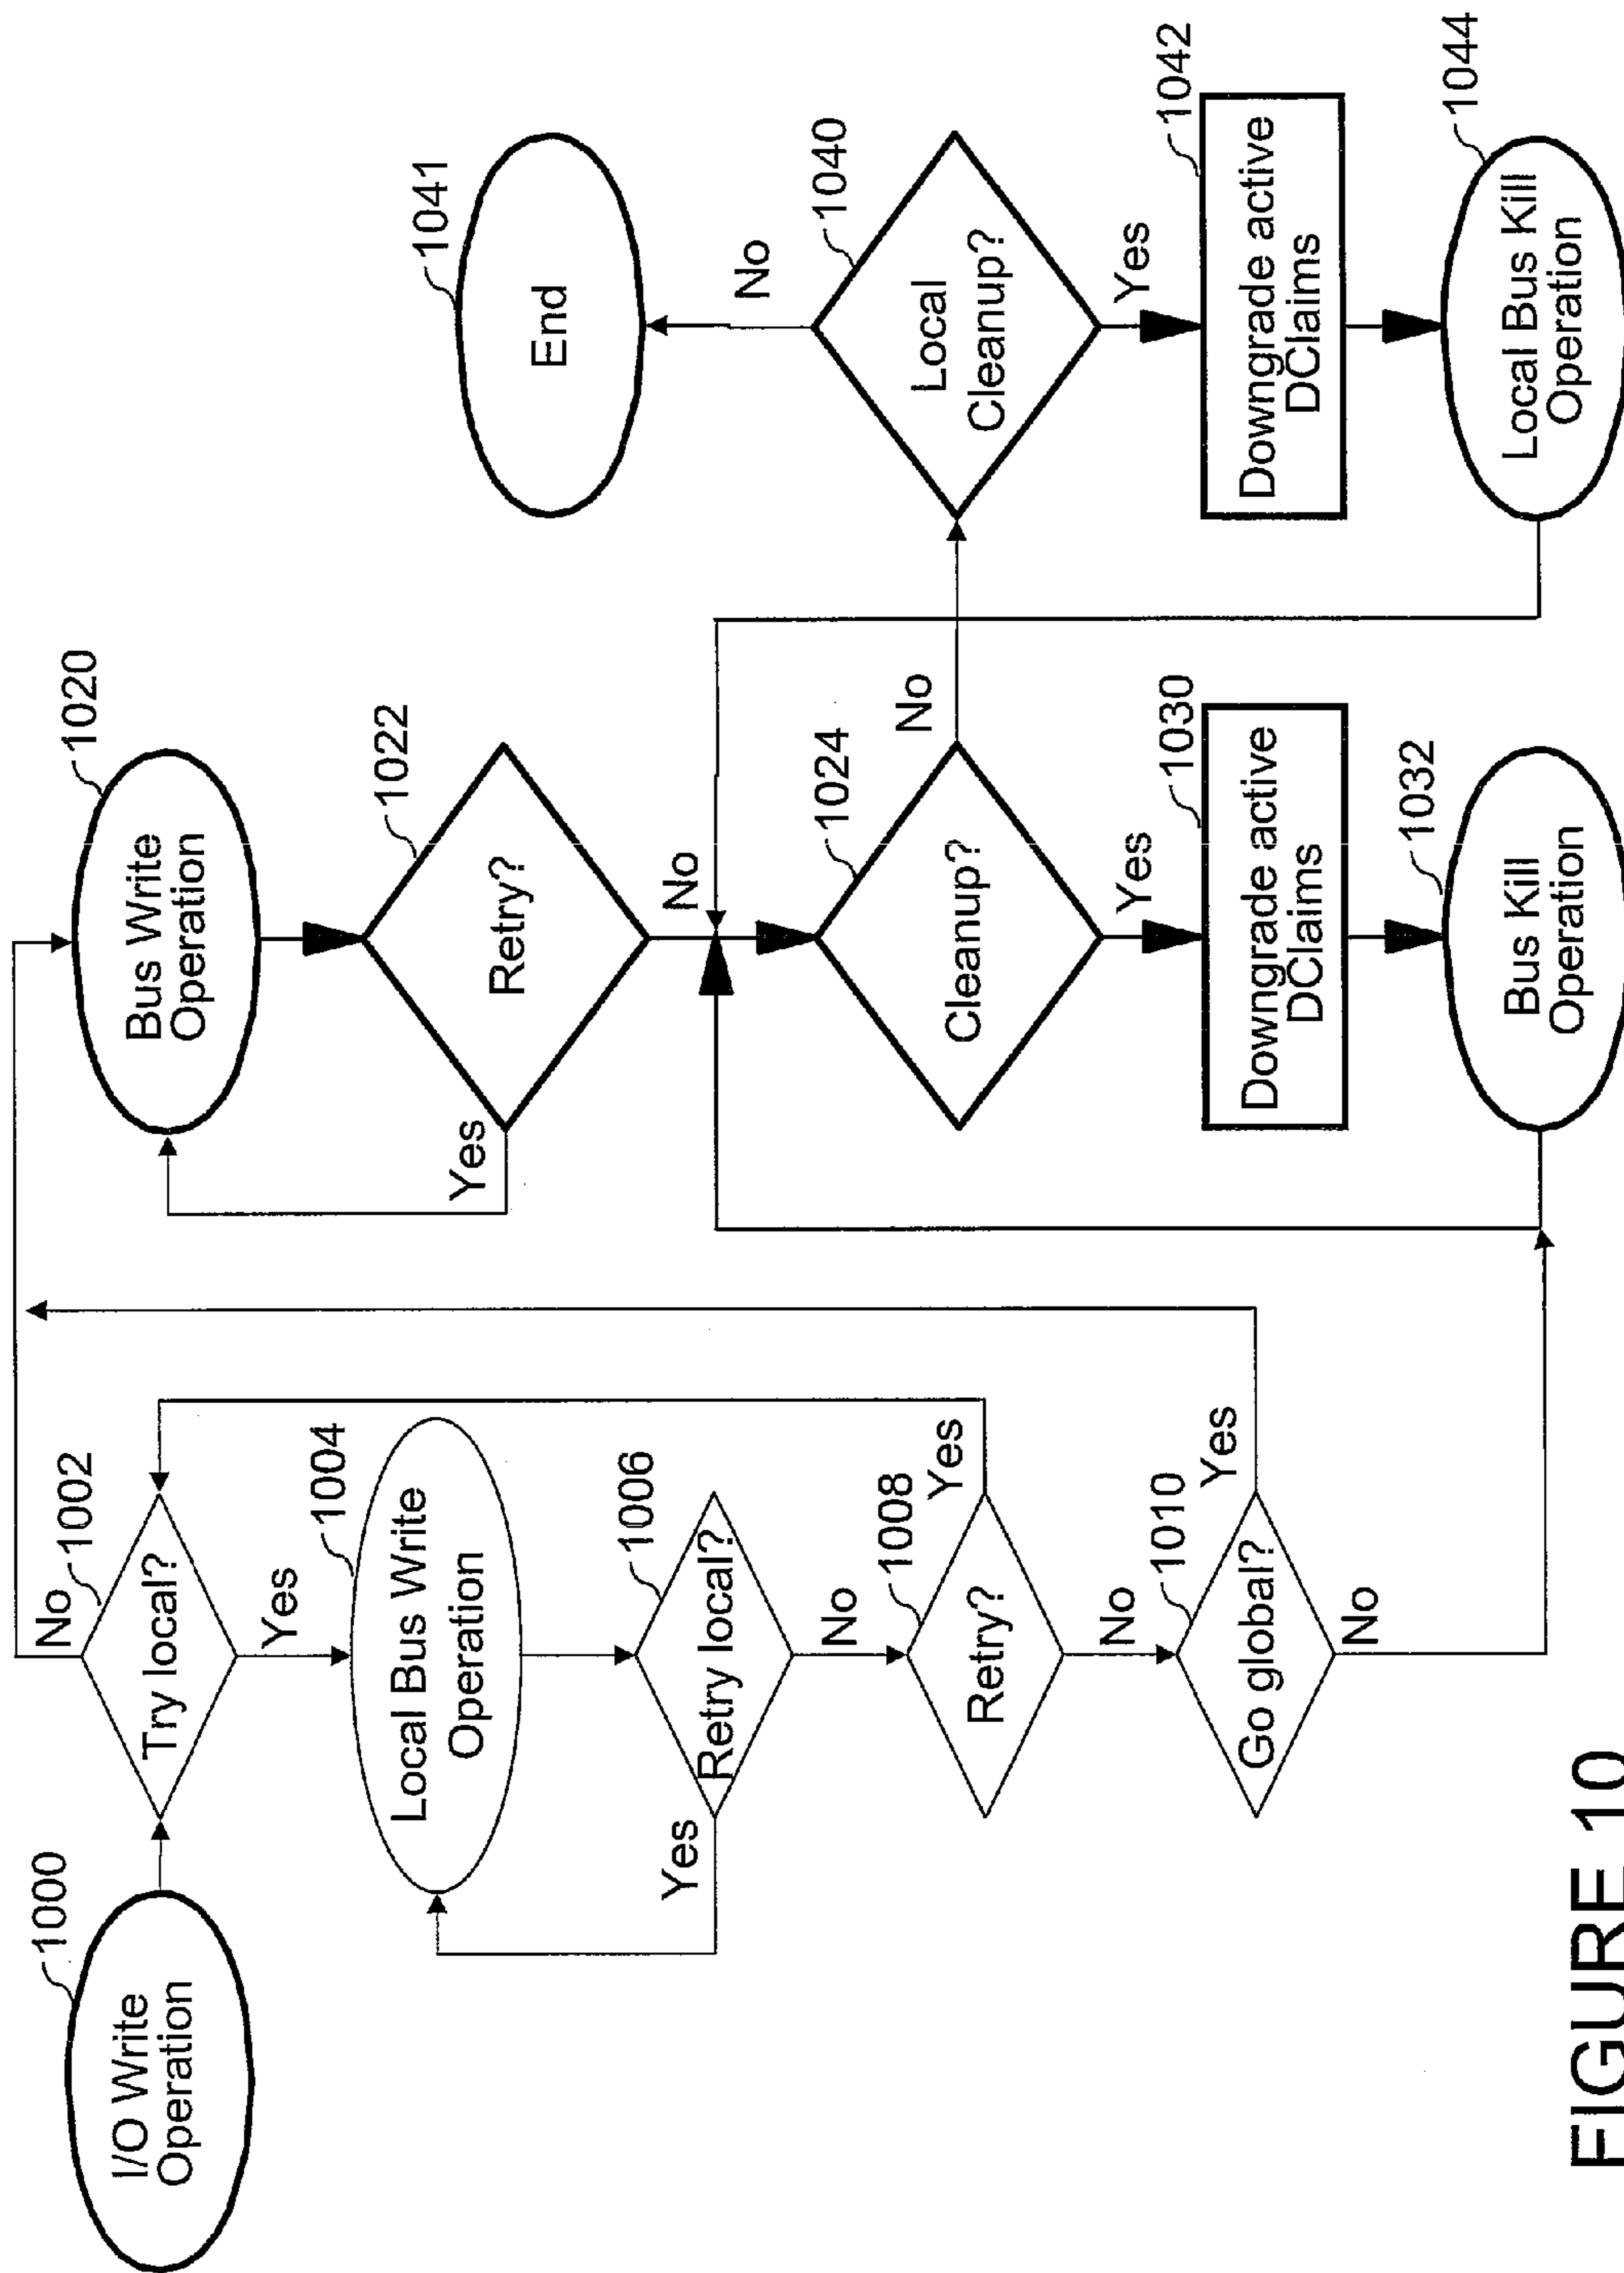 1000
I/O Write
Operation
No
1002
Try local?
Yes
1004
Local Bus Write
Operation
1006
Retry local?
Yes
No
1008
Retry?
Yes
No
1010
Go global?
Yes
No
1020
Bus Write
Operation
1022
Retry?
Yes
No
1024
Cleanup?
No
Yes
1030
Downgrade active
DClaims
1032
Bus Kill
Operation
1041
End
No
1040
Local
Cleanup?
Yes
1042
Downgrade active
DClaims
1044
Local Bus Kill
Operation
FIGURE 10